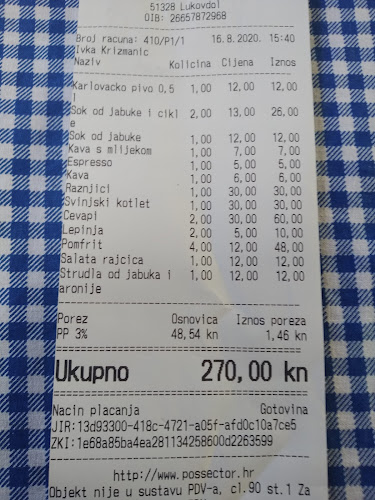 51328 Lukovdol
OIB: 26657872968
Broj racuna: 410/P1/1 16.8.2020. 15:40
Ivka Krizmanic
Naziv Kolicina Cijena Iznos
Karlovacko pivo 0,5 1,00 12,00 12,00
l
Sok od jabuke i cikl 2,00 13,00 26,00
e
Sok od jabuke 1,00 12,00 12,00
Kava s mlijekom 1,00 7,00 7,00
Espresso 1,00 5,00 5,00
Kava 1,00 6,00 6,00
Raznjici 1,00 30,00 30,00
Svinjski kotlet 1,00 30,00 30,00
Cevapi 2,00 30,00 60,00
Lepinja 2,00 5,00 10,00
Pomfrit 4,00 12,00 48,00
Salata rajcica 1,00 12,00 12,00
Strudla od jabuka i 1,00 12,00 12,00
aronije
Porez Osnovica Iznos poreza
PP 3% 48,54 kn 1,46 kn
Ukupno 270,00 kn
Nacin placanja Gotovina
JIR:13d93300-418c-4721-a05f-afd0c10a7ce5
ZKI:1e68a85ba4ea281134258600d2263599
http://www.possector.hr
Objekt nije u sustavu PDV-a, cl.90 st.1 Za